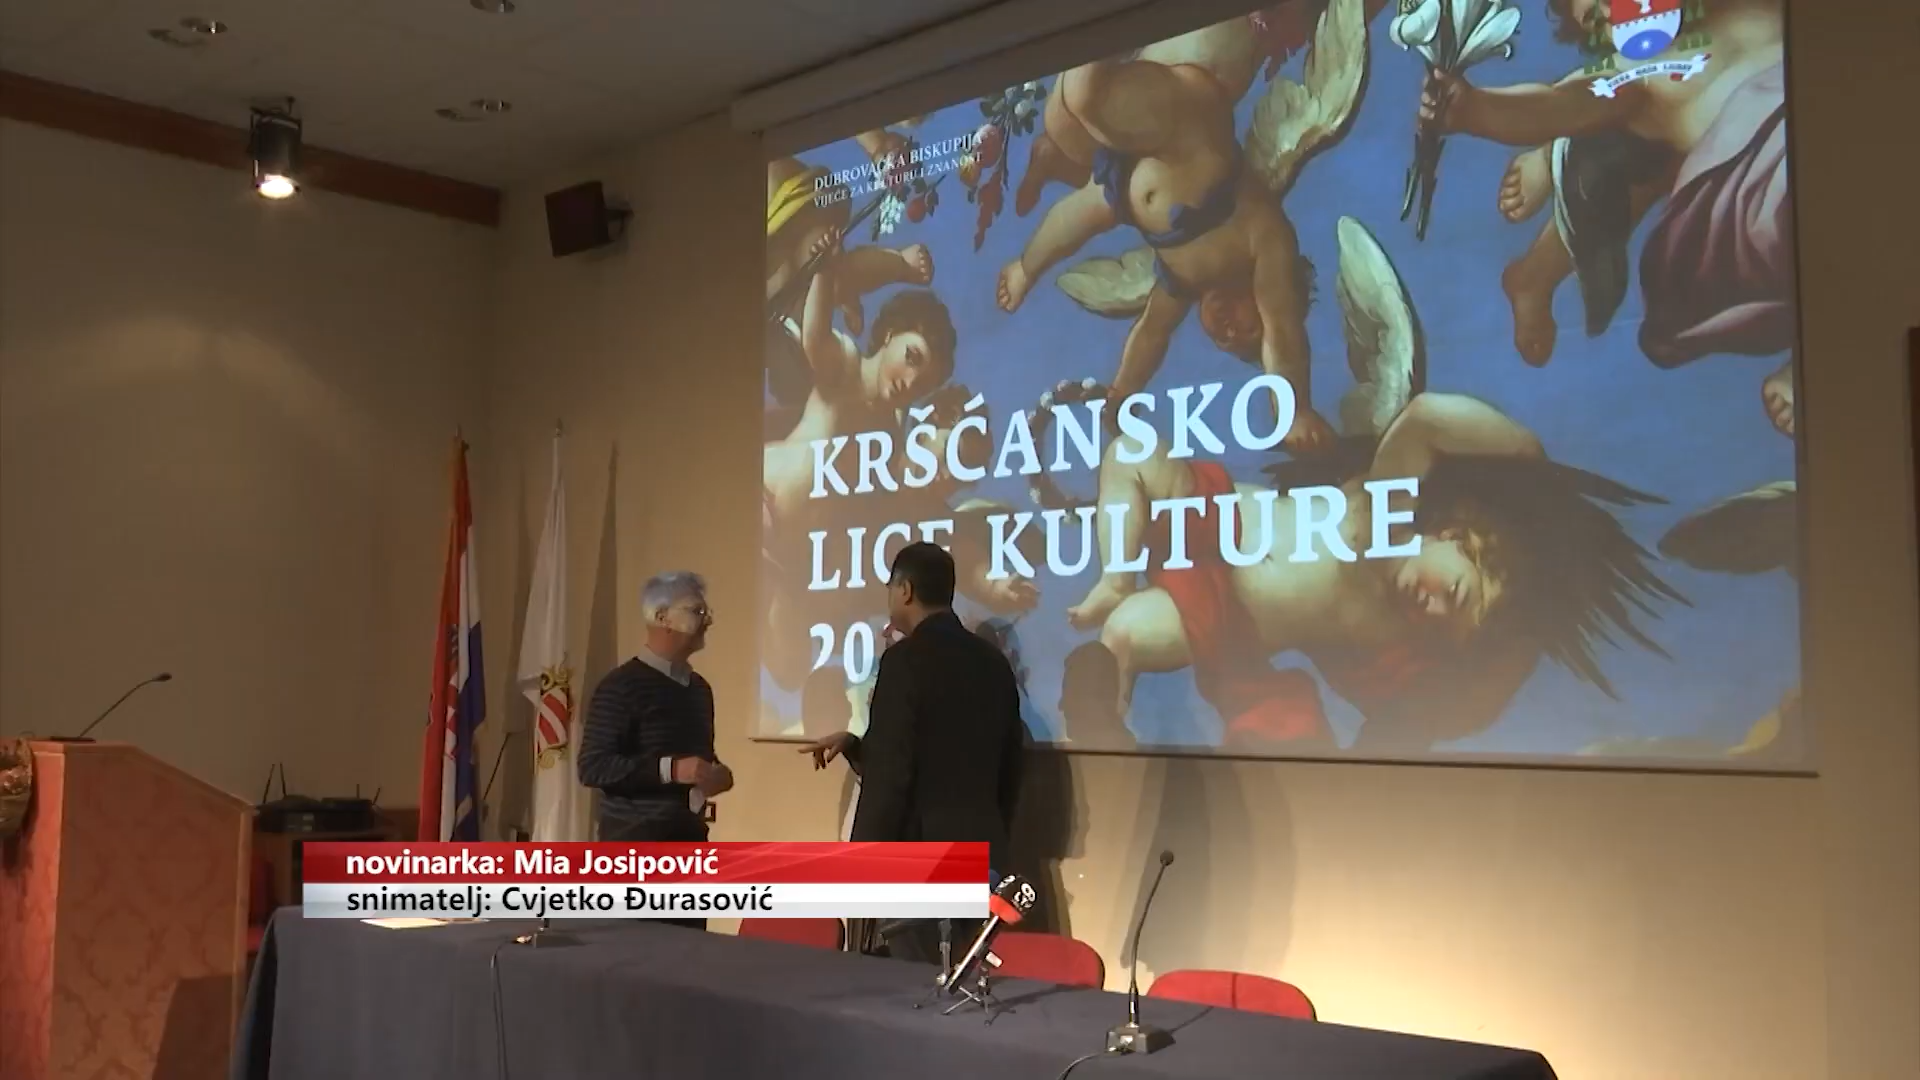 DUBROVAČKA BISKUPIJA
VIJEĆE ZA KULTURU I ZNANOST
KRŠĆANSKO
LICE KULTURE
novinarka: Mia Josipović
snimatelj: Cvjetko Đurasović